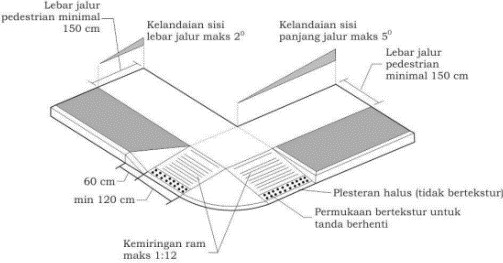 Lebar jalur
pedestrian minimal
150 cm
Kelandaian sisi
lebar jalur maks 2⁰
Kelandaian sisi
panjang jalur maks 5⁰
Lebar jalur
pedestrian
minimal 150 cm
60 cm
min 120 cm
Kemiringan ram
maks 1:12
Plesteran halus (tidak bertekstur)
Permukaan bertekstur untuk
tanda berhenti